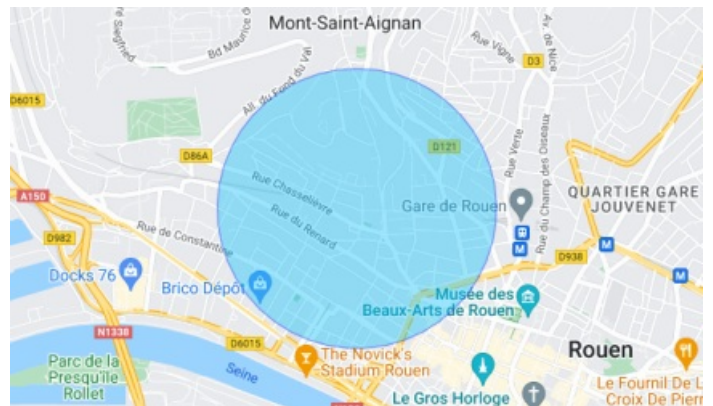 Mont-Saint-Aignan
Siegfried
Bd Maurice d
Rue Vigne
Av. de Nice
D3
All. du Fond du Val
D6015
D86A
D121
Rue Verte
Rue du Champ des Oiseaux
A150
Rue Chasselièvre
Rue du Renard
Gare de Rouen
QUARTIER GARE
JOUVENET
Rue de Constantine
D982
M
M
D938
M
Docks 76
Brico Dépôt
Musée des
Beaux-Arts de Rouen
N1338
D6015
The Novick's
Stadium Rouen
Rouen
Parc de la
Presqu'île
Rollet
Seine
Le Gros Horloge
Le Fournil De L
Croix De Pierr